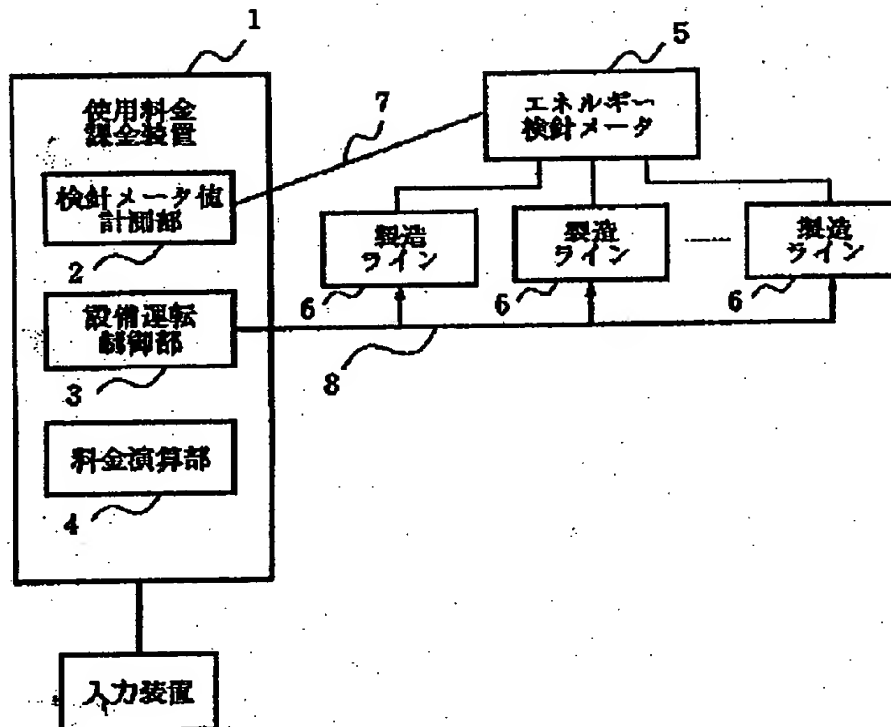 1
使用料金
課金装置
検針メータ値
計測部
2
設備運転
制御部
3
料金演算部
4
入力装置
5
エネルギー
検針メータ
7
製造
ライン
6
製造
ライン
6
製造
ライン
6
8